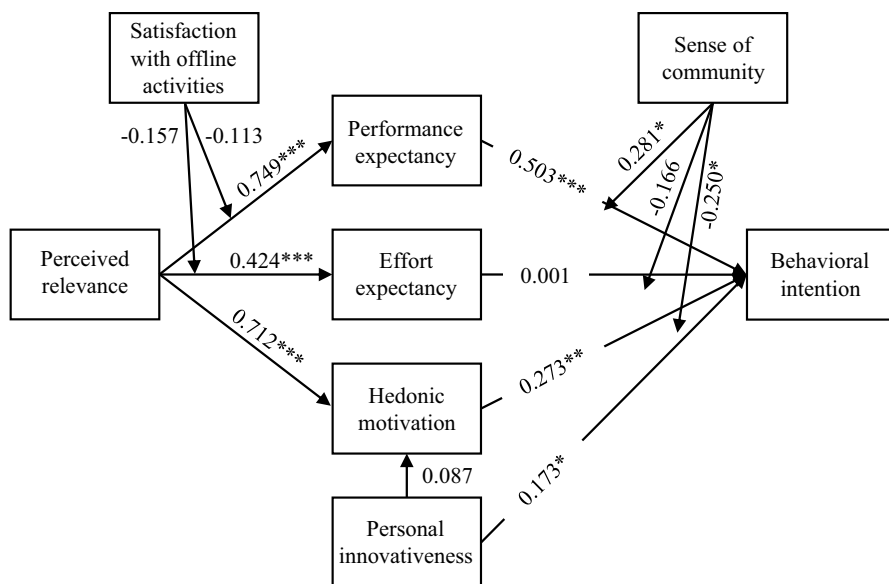 Satisfaction
with offline
activities
Sense of
community
-0.157
-0.113
0.749***
Performance
expectancy
0.503***
0.281*
-0.166
-0.250*
Perceived
relevance
0.424***
Effort
expectancy
0.001
Behavioral
intention
0.712***
Hedonic
motivation
0.273**
0.087
0.173*
Personal
innovativeness